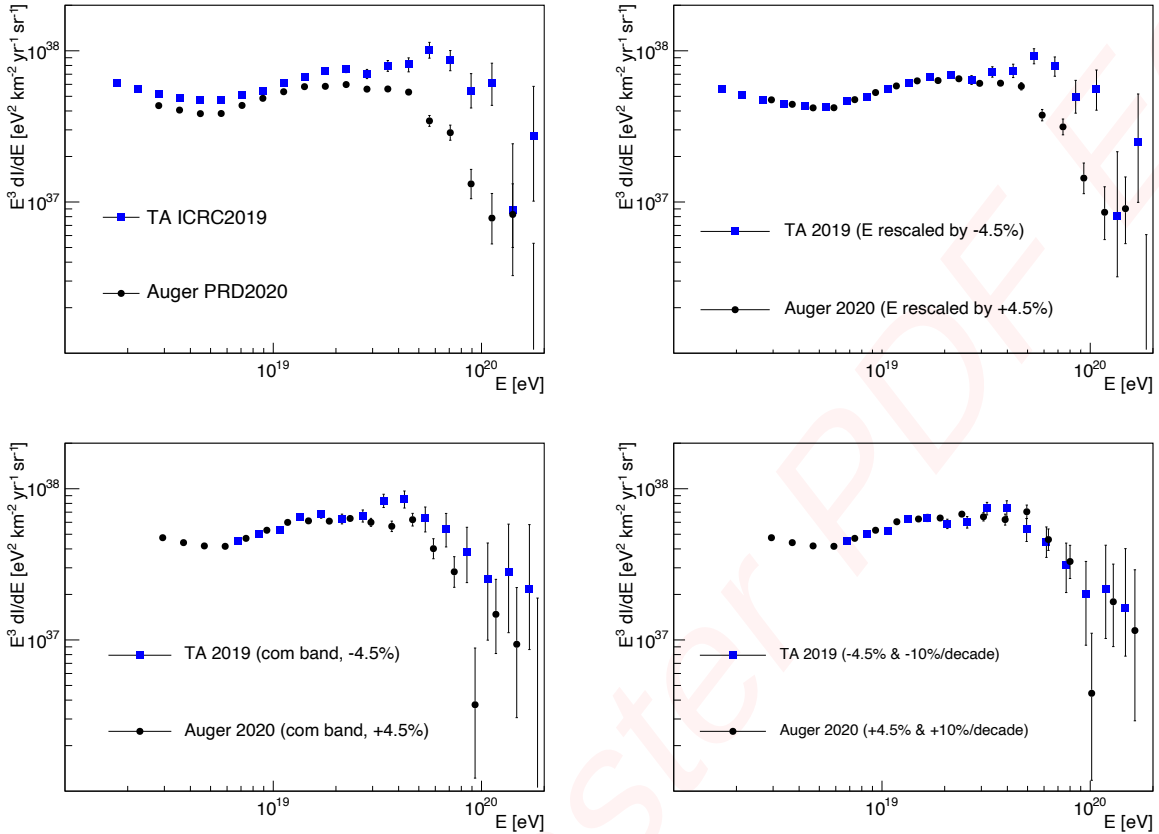 E³ dI/dE [eV² km⁻² yr⁻¹ sr⁻¹]
10³⁸
10³⁷
TA ICRC2019
Auger PRD2020
10¹⁹
10²⁰
E [eV]
E³ dI/dE [eV² km⁻² yr⁻¹ sr⁻¹]
10³⁸
10³⁷
TA 2019 (E rescaled by -4.5%)
Auger 2020 (E rescaled by +4.5%)
10¹⁹
10²⁰
E [eV]
E³ dI/dE [eV² km⁻² yr⁻¹ sr⁻¹]
10³⁸
10³⁷
TA 2019 (com band, -4.5%)
Auger 2020 (com band, +4.5%)
10¹⁹
10²⁰
E [eV]
E³ dI/dE [eV² km⁻² yr⁻¹ sr⁻¹]
10³⁸
10³⁷
TA 2019 (-4.5% & -10%/decade)
Auger 2020 (+4.5% & +10%/decade)
10¹⁹
10²⁰
E [eV]
ster PDF E